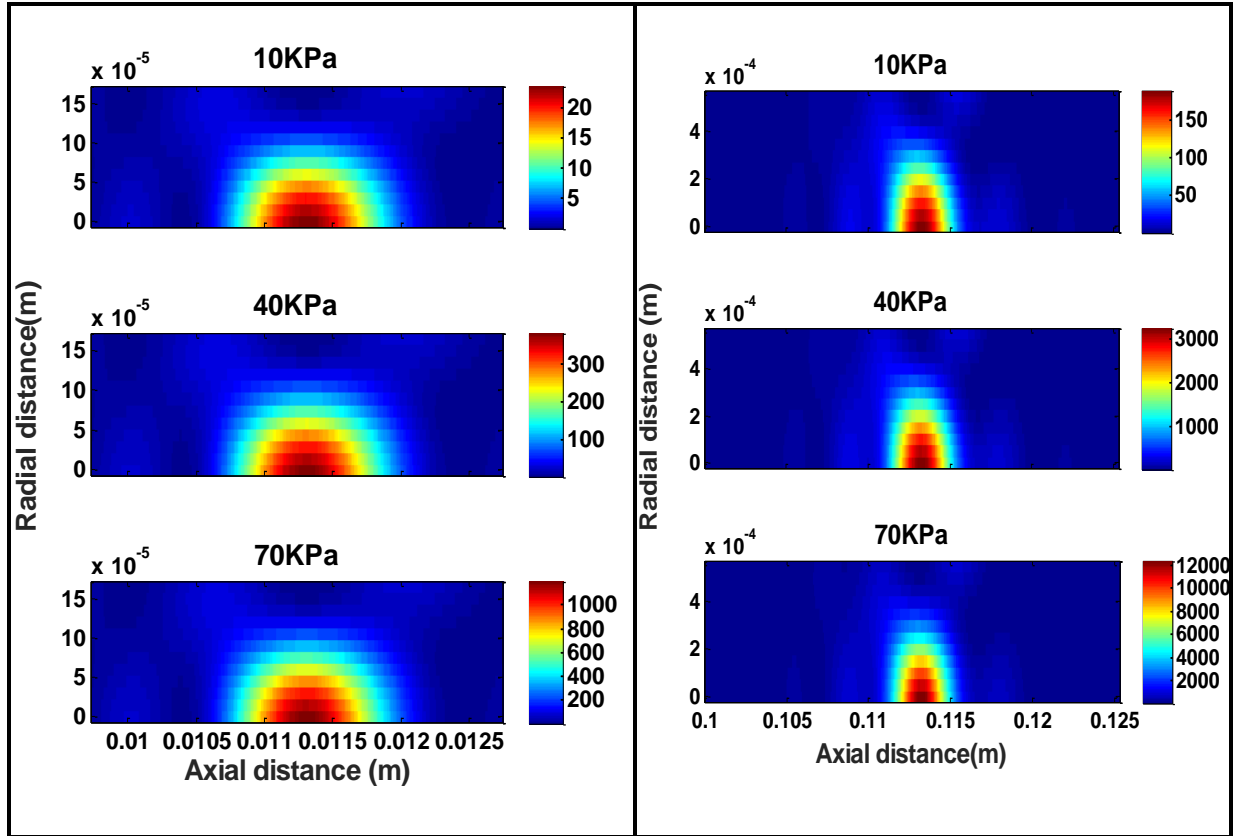 Radial distance(m)
10KPa
x 10^-5
15
10
5
0
20
15
10
5
40KPa
x 10^-5
15
10
5
0
300
200
100
70KPa
x 10^-5
15
10
5
0
1000
800
600
400
200
0.01 0.0105 0.011 0.0115 0.012 0.0125
Axial distance (m)
Radial distance (m)
10KPa
x 10^-4
4
2
0
150
100
50
40KPa
x 10^-4
4
2
0
3000
2000
1000
70KPa
x 10^-4
4
2
0
12000
10000
8000
6000
4000
2000
0.1 0.105 0.11 0.115 0.12 0.125
Axial distance(m)